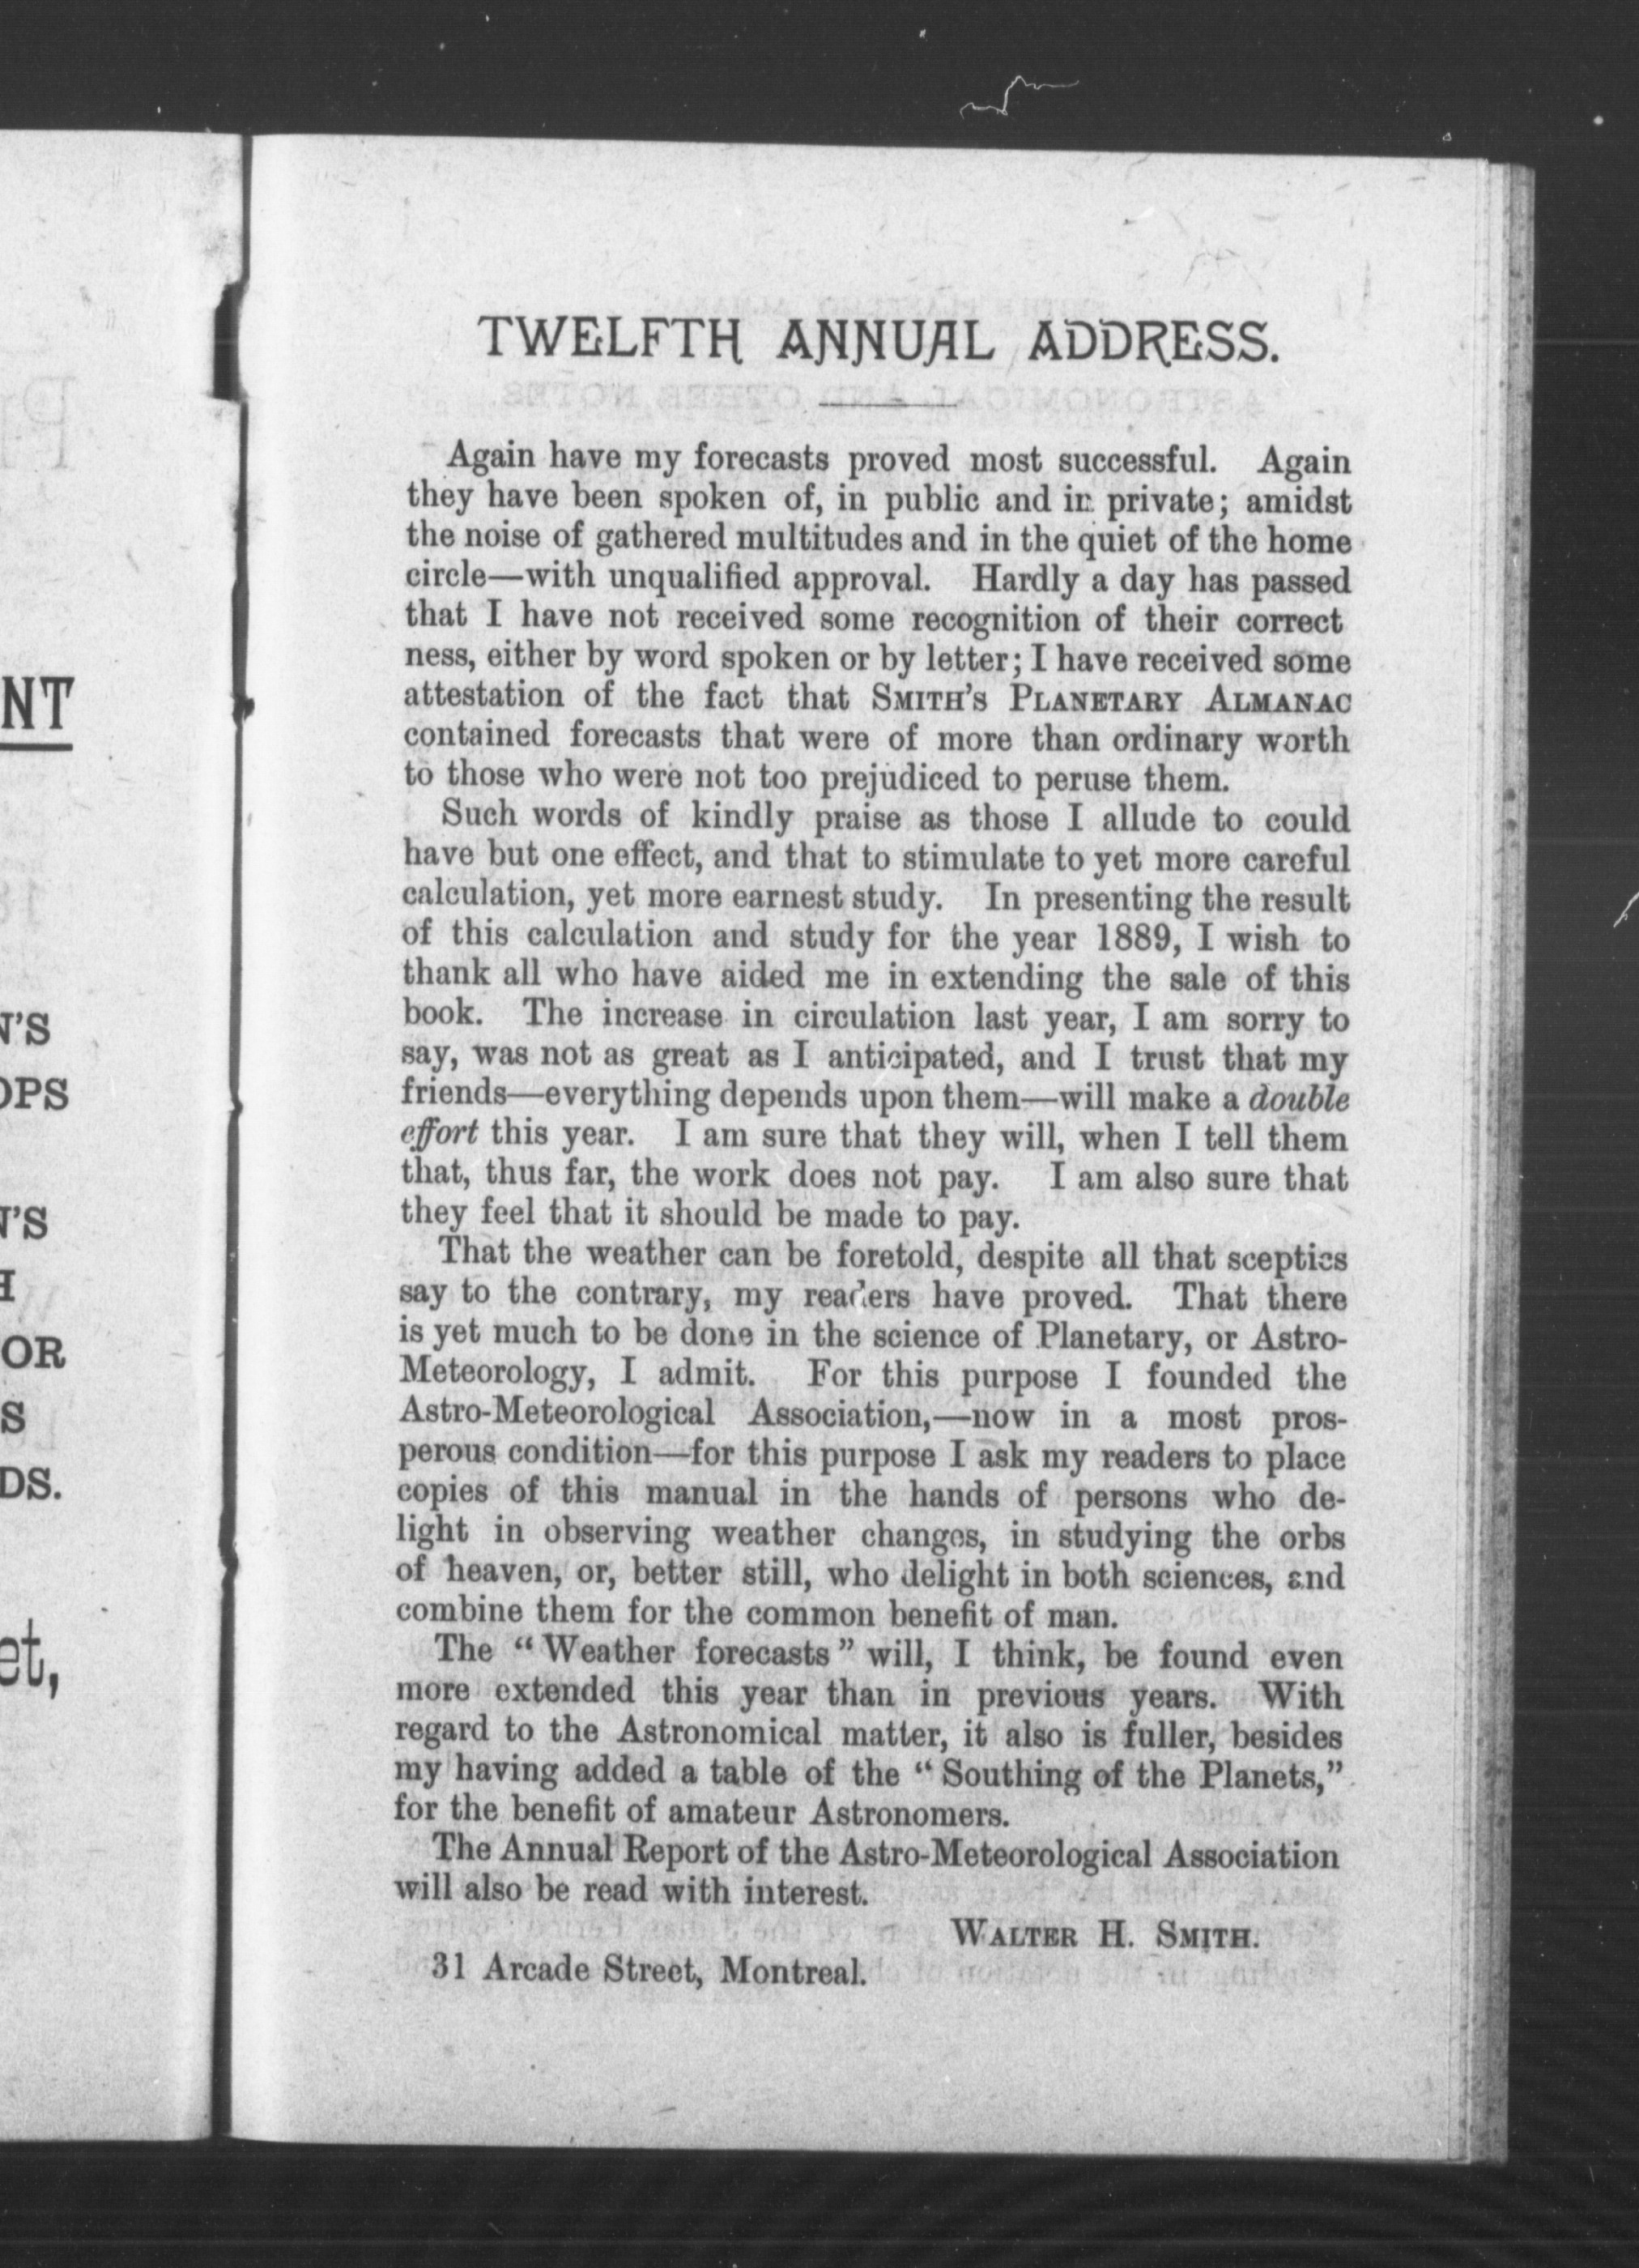 NT
'S
OPS
'S
H
OR
S
DS.
et,
TWELFTH ANNUAL ADDRESS.
Again have my forecasts proved most successful. Again
they have been spoken of, in public and in private; amidst
the noise of gathered multitudes and in the quiet of the home
circle—with unqualified approval. Hardly a day has passed
that I have not received some recognition of their correct
ness, either by word spoken or by letter; I have received some
attestation of the fact that SMITH'S PLANETARY ALMANAC
contained forecasts that were of more than ordinary worth
to those who were not too prejudiced to peruse them.
Such words of kindly praise as those I allude to could
have but one effect, and that to stimulate to yet more careful
calculation, yet more earnest study. In presenting the result
of this calculation and study for the year 1889, I wish to
thank all who have aided me in extending the sale of this
book. The increase in circulation last year, I am sorry to
say, was not as great as I anticipated, and I trust that my
friends—everything depends upon them—will make a double
effort this year. I am sure that they will, when I tell them
that, thus far, the work does not pay. I am also sure that
they feel that it should be made to pay.
That the weather can be foretold, despite all that sceptics
say to the contrary, my readers have proved. That there
is yet much to be done in the science of Planetary, or Astro-
Meteorology, I admit. For this purpose I founded the
Astro-Meteorological Association,—now in a most pros-
perous condition—for this purpose I ask my readers to place
copies of this manual in the hands of persons who de-
light in observing weather changes, in studying the orbs
of heaven, or, better still, who delight in both sciences, and
combine them for the common benefit of man.
The "Weather forecasts" will, I think, be found even
more extended this year than in previous years. With
regard to the Astronomical matter, it also is fuller, besides
my having added a table of the "Southing of the Planets,"
for the benefit of amateur Astronomers.
The Annual Report of the Astro-Meteorological Association
will also be read with interest.
WALTER H. SMITH.
31 Arcade Street, Montreal.